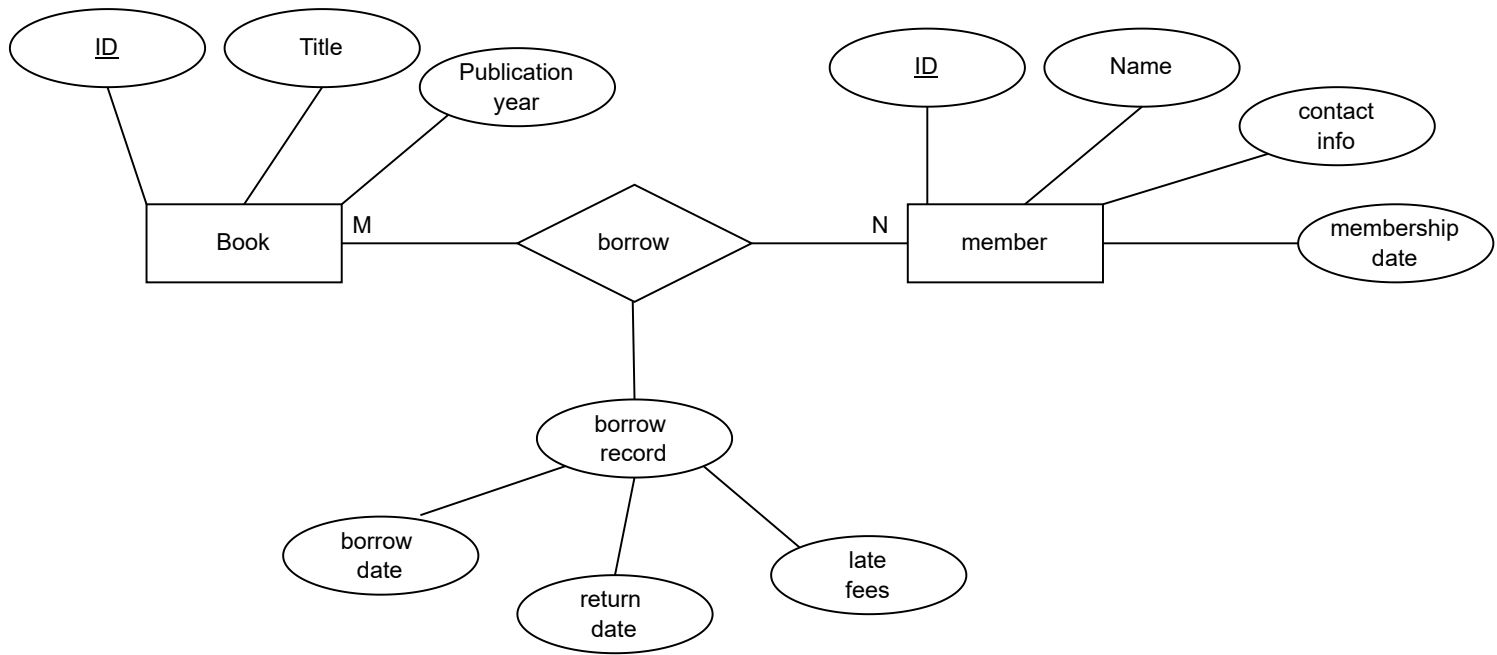 ID
Title
Publication
year
ID
Name
contact
info
Book
M
borrow
N
member
membership
date
borrow
record
borrow
date
return
date
late
fees